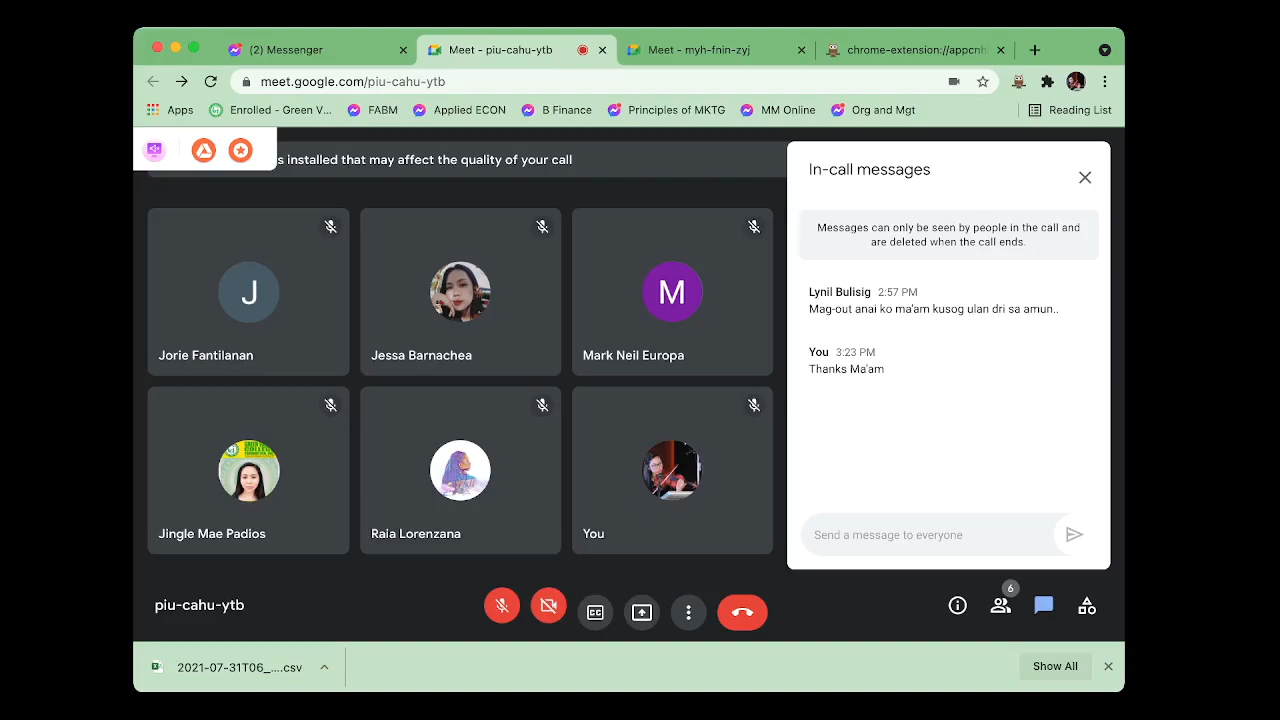 (2) Messenger
Meet - piu-cahu-ytb
Meet - myh-fnin-zyj
chrome-extension://appcnh
meet.google.com/piu-cahu-ytb
Apps
Enrolled - Green V...
FABM
Applied ECON
B Finance
Principles of MKTG
MM Online
Org and Mgt
Reading List
s installed that may affect the quality of your call
In-call messages
Messages can only be seen by people in the call and
are deleted when the call ends.
Lynil Bulisig 2:57 PM
Mag-out anai ko ma'am kusog ulan dri sa amun..
You 3:23 PM
Thanks Ma'am
Send a message to everyone
J
Jorie Fantilanan
Jessa Barnachea
M
Mark Neil Europa
Jingle Mae Padios
Raia Lorenzana
You
piu-cahu-ytb
CC
6
2021-07-31T06_....csv
Show All